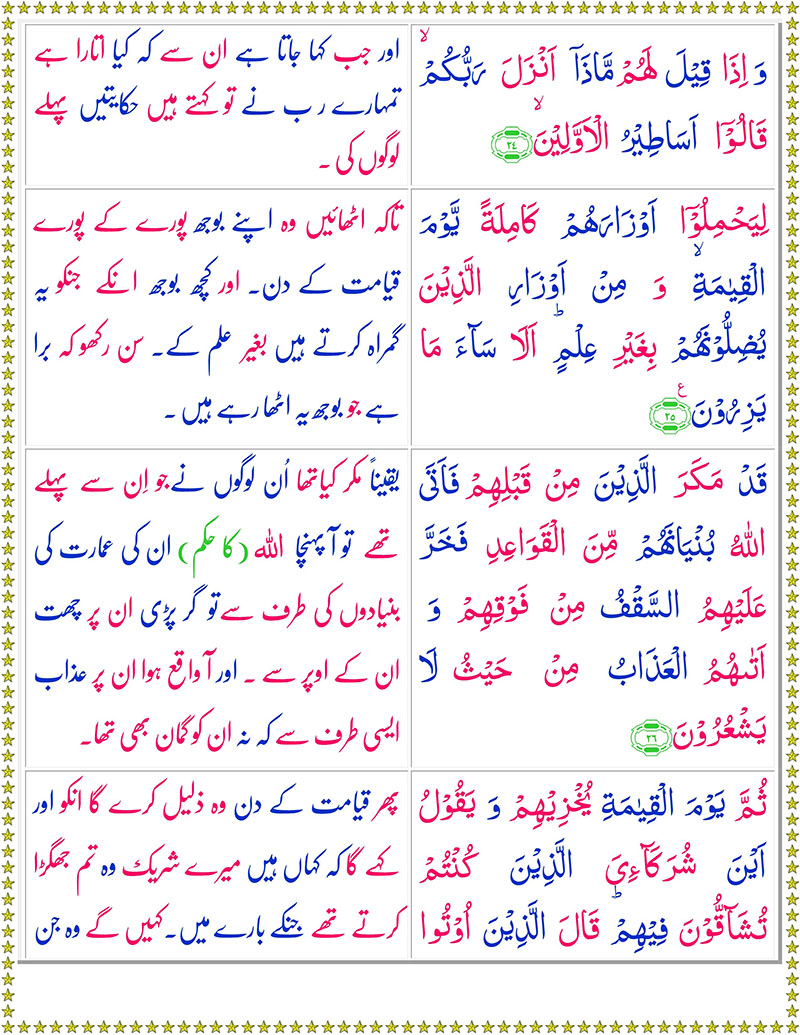 وَ اِذَا قِيْلَ لَهُمْ مَّاذَاۤ اَنْزَلَ رَبُّكُمْ ۙ
قَالُوْۤا اَسَاطِيْرُ الْاَوَّلِيْنَ ۙ ۲۴
اور جب کہا جاتا ہے ان سے کہ کیا اتارا ہے
تمہارے رب نے تو کہتے ہیں حکایتیں پہلے
لوگوں کی ۔
لِيَحْمِلُوْۤا اَوْزَارَهُمْ كَامِلَةً يَّوْمَ
الْقِيٰمَةِ ۙ وَ مِنْ اَوْزَارِ الَّذِيْنَ
يُضِلُّوْنَهُمْ بِغَيْرِ عِلْمٍ ؕ اَلَا سَآءَ مَا
يَزِرُوْنَ ۲۵ ع
تاکہ اٹھائیں وہ اپنے بوجھ پورے کے پورے
قیامت کے دن۔ اور کچھ بوجھ انکے جنکو یہ
گمراہ کرتے ہیں بغیر علم کے۔ سن رکھو کہ برا
ہے جو بوجھ یہ اٹھا رہے ہیں ۔
قَدْ مَكَرَ الَّذِيْنَ مِنْ قَبْلِهِمْ فَاَتَى
اللّٰهُ بُنْيَانَهُمْ مِّنَ الْقَوَاعِدِ فَخَرَّ
عَلَيْهِمُ السَّقْفُ مِنْ فَوْقِهِمْ وَ
اَتٰىهُمُ الْعَذَابُ مِنْ حَيْثُ لَا
يَشْعُرُوْنَ ۲۶
یقیناً مکر کیا تھا اُن لوگوں نے جو اِن سے پہلے
تھے تو آ پہنچا اللہ (کا حکم) ان کی عمارت کی
بنیادوں کی طرف سے تو گر پڑی ان پر چھت
ان کے اوپر سے ۔ اور آ واقع ہوا ان پر عذاب
ایسی طرف سے کہ نہ ان کو گمان بھی تھا۔
ثُمَّ يَوْمَ الْقِيٰمَةِ يُخْزِيْهِمْ وَ يَقُوْلُ
اَيْنَ شُرَكَآءِيَ الَّذِيْنَ كُنْتُمْ
تُشَآقُّوْنَ فِيْهِمْ ؕ قَالَ الَّذِيْنَ اُوْتُوا
پھر قیامت کے دن وہ ذلیل کرے گا انکو اور
کہے گا کہ کہاں ہیں میرے شریک وہ تم جھگڑا
کرتے تھے جنکے بارے میں۔ کہیں گے وہ جن